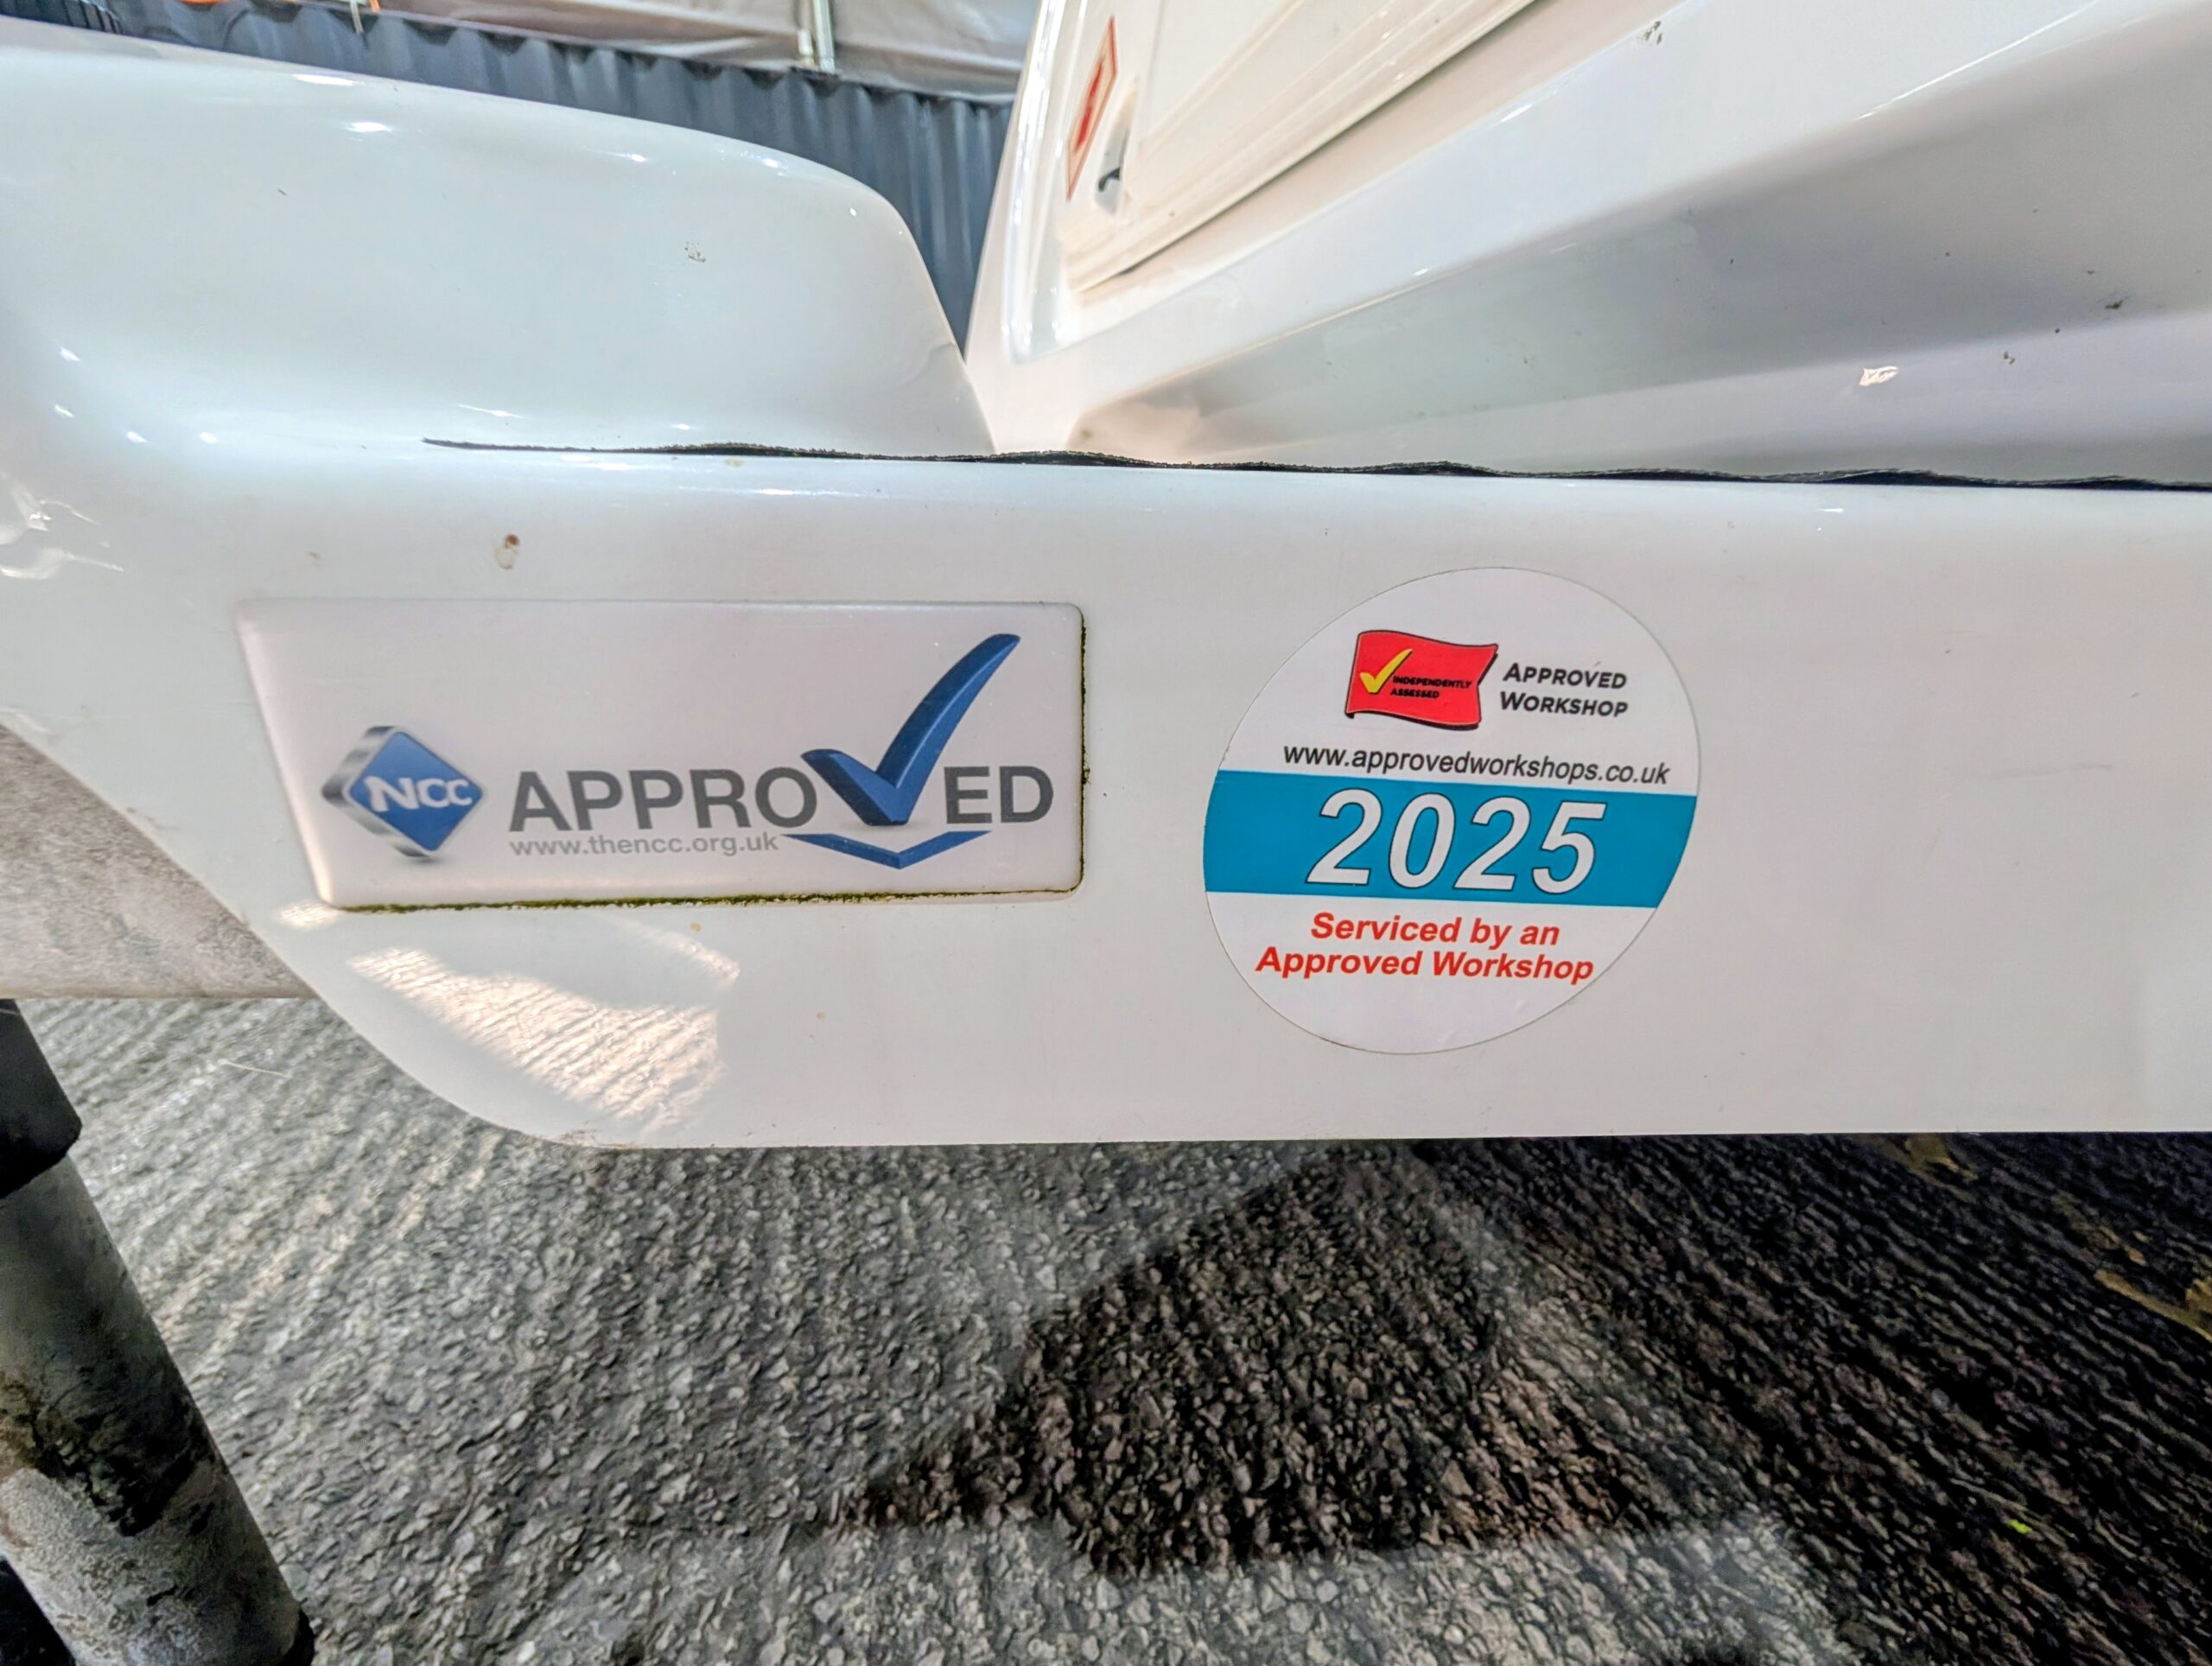 NCC APPROVED
www.thencc.org.uk
INDEPENDENTLY
ASSESSED
APPROVED
WORKSHOP
www.approvedworkshops.co.uk
2025
Serviced by an
Approved Workshop